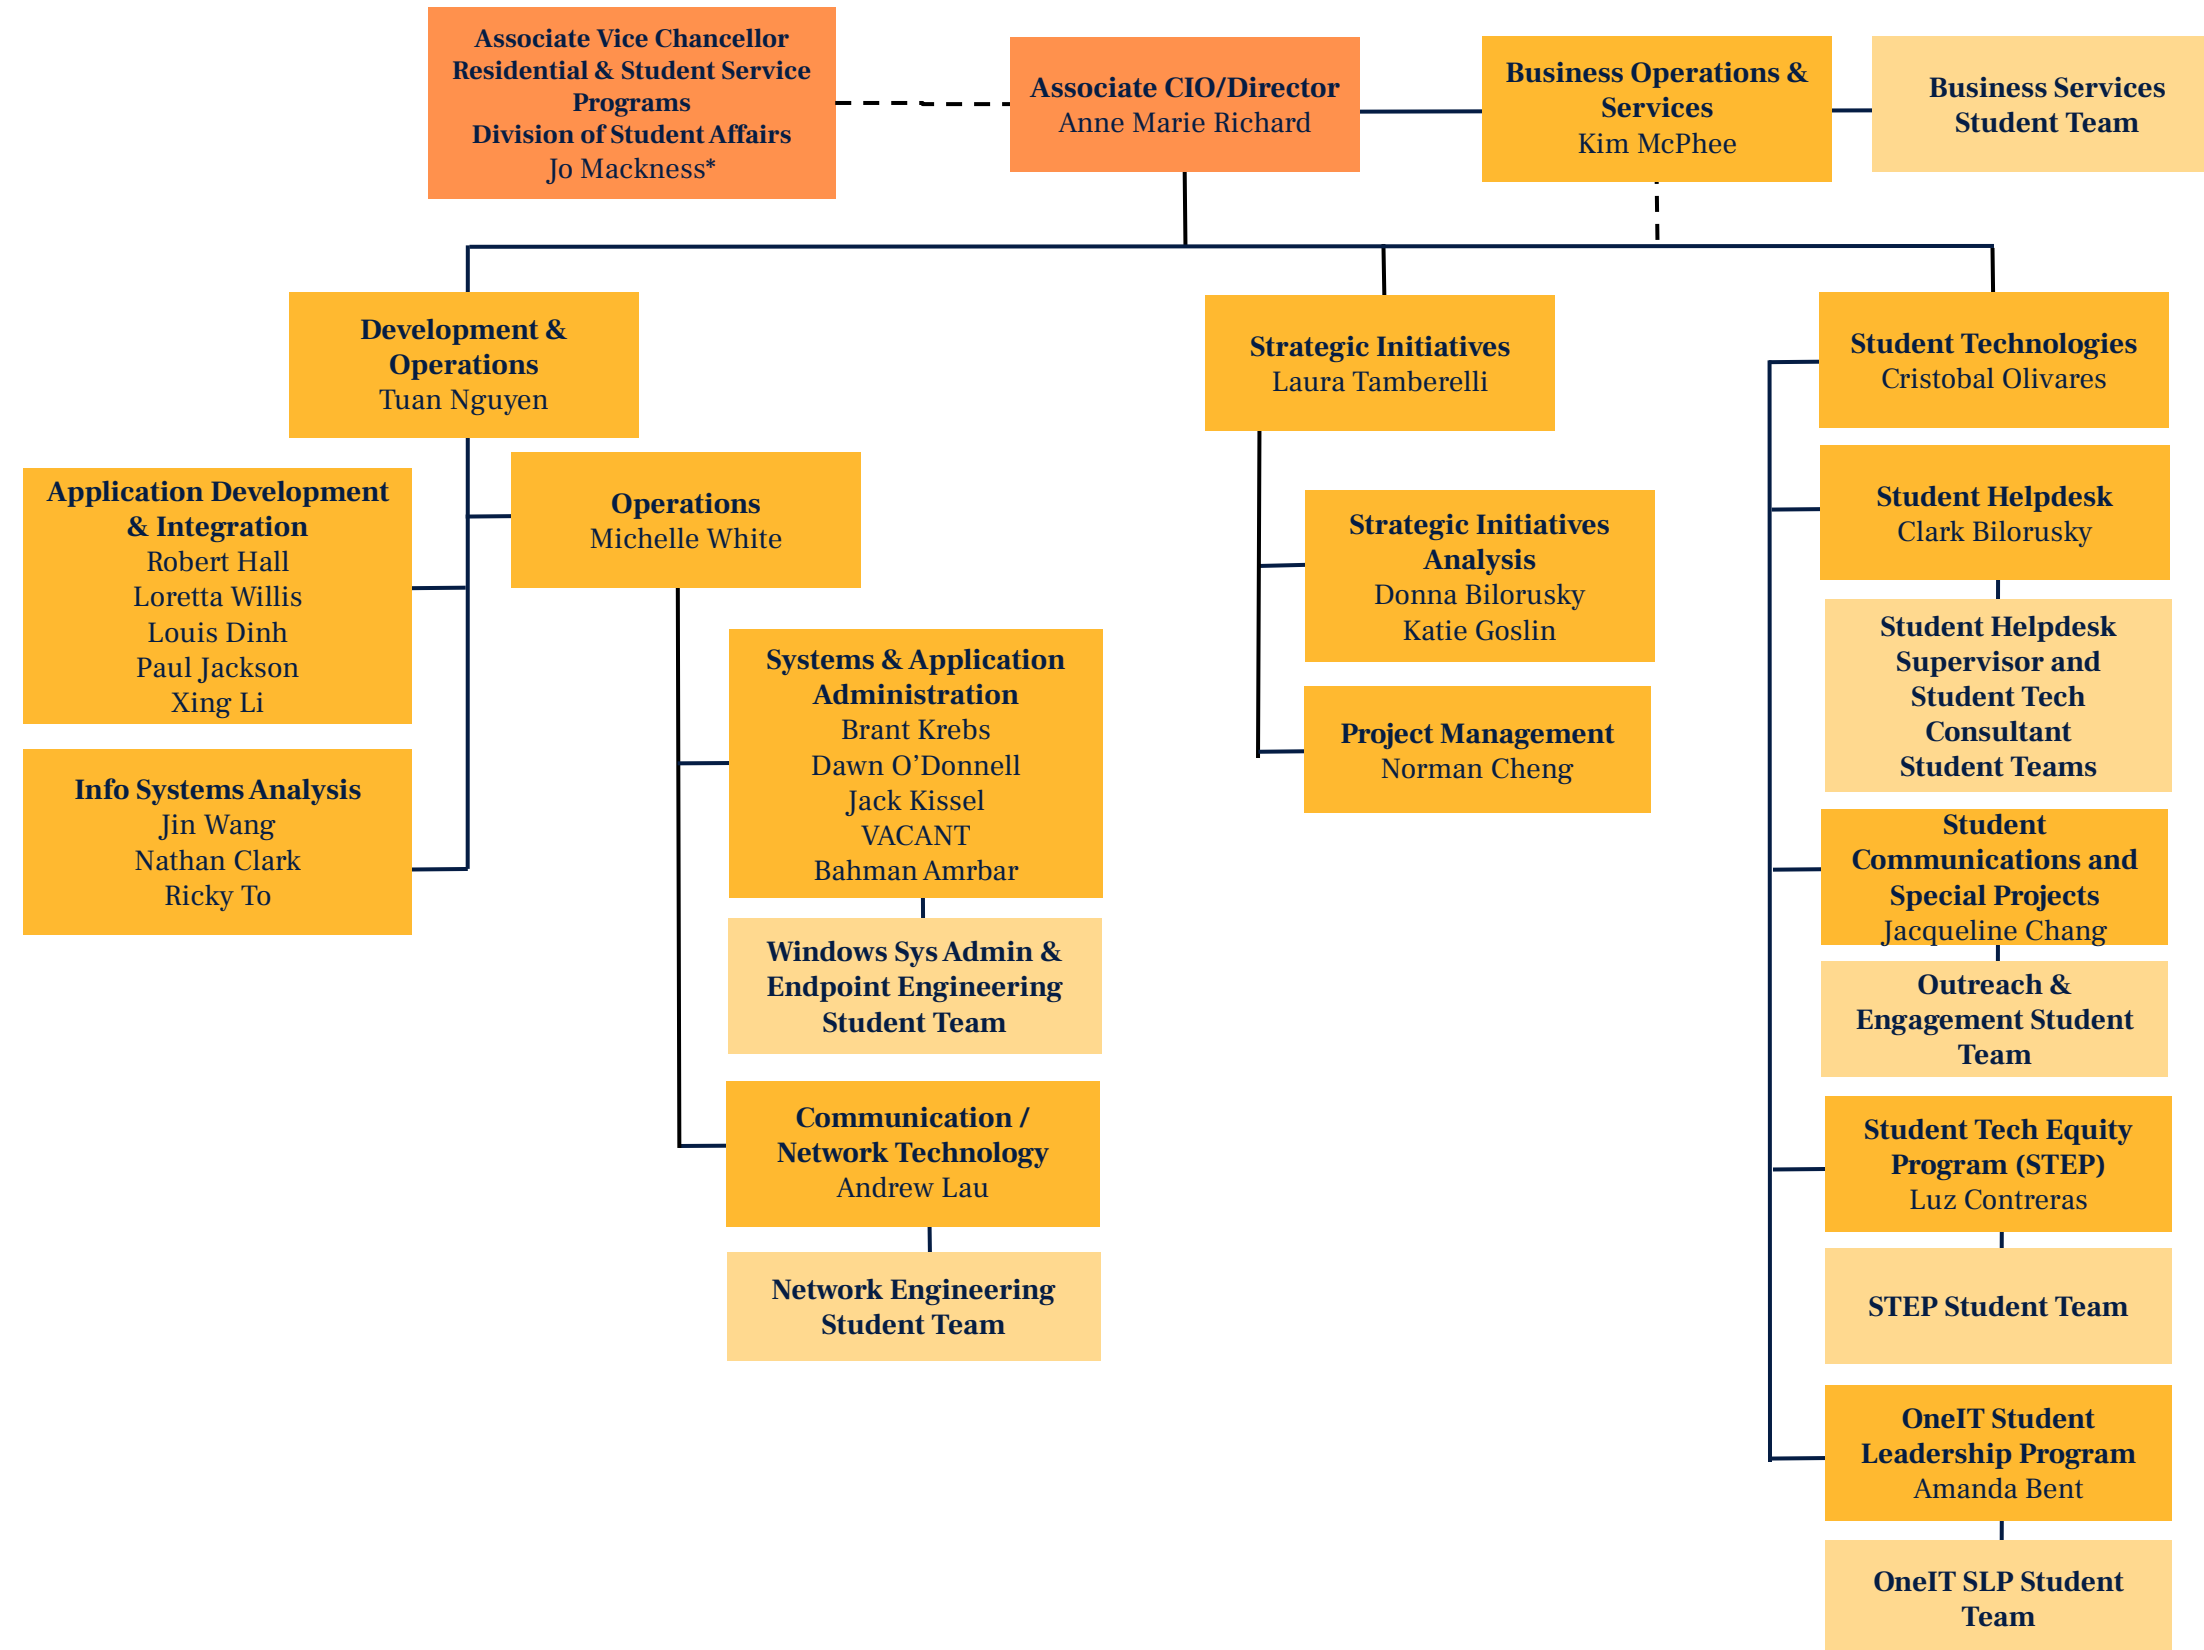 Associate Vice Chancellor
Residential & Student Service
Programs
Division of Student Affairs
Jo Mackness*
Associate CIO/Director
Anne Marie Richard
Business Operations &
Services
Kim McPhee
Business Services
Student Team
Development &
Operations
Tuan Nguyen
Application Development
& Integration
Robert Hall
Loretta Willis
Louis Dinh
Paul Jackson
Xing Li
Info Systems Analysis
Jin Wang
Nathan Clark
Ricky To
Operations
Michelle White
Systems & Application
Administration
Brant Krebs
Dawn O’Donnell
Jack Kissel
VACANT
Bahman Amrbar
Windows Sys Admin &
Endpoint Engineering
Student Team
Communication /
Network Technology
Andrew Lau
Network Engineering
Student Team
Strategic Initiatives
Laura Tamberelli
Strategic Initiatives
Analysis
Donna Bilorusky
Katie Goslin
Project Management
Norman Cheng
Student Technologies
Cristobal Olivares
Student Helpdesk
Clark Bilorusky
Student Helpdesk
Supervisor and
Student Tech
Consultant
Student Teams
Student
Communications and
Special Projects
Jacqueline Chang
Outreach &
Engagement Student
Team
Student Tech Equity
Program (STEP)
Luz Contreras
STEP Student Team
OneIT Student
Leadership Program
Amanda Bent
OneIT SLP Student
Team